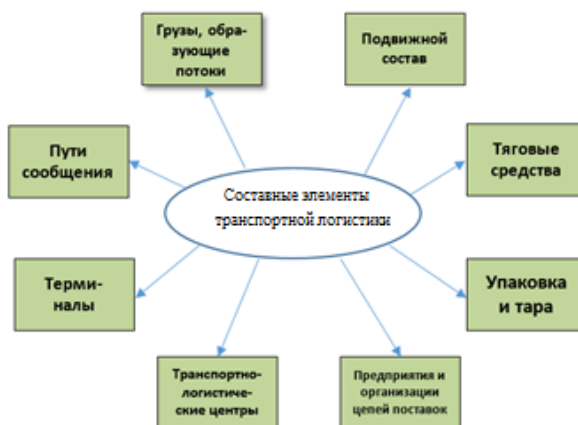 Грузы, обра-
зующие
потоки
Подвижной
состав
Пути
сообщения
Тяговые
средства
Составные элементы
транспортной логистики
Терми-
налы
Упаковка
и тара
Транспортно-
логистиче-
ские центры
Предприятия и
организации
цепей поставок